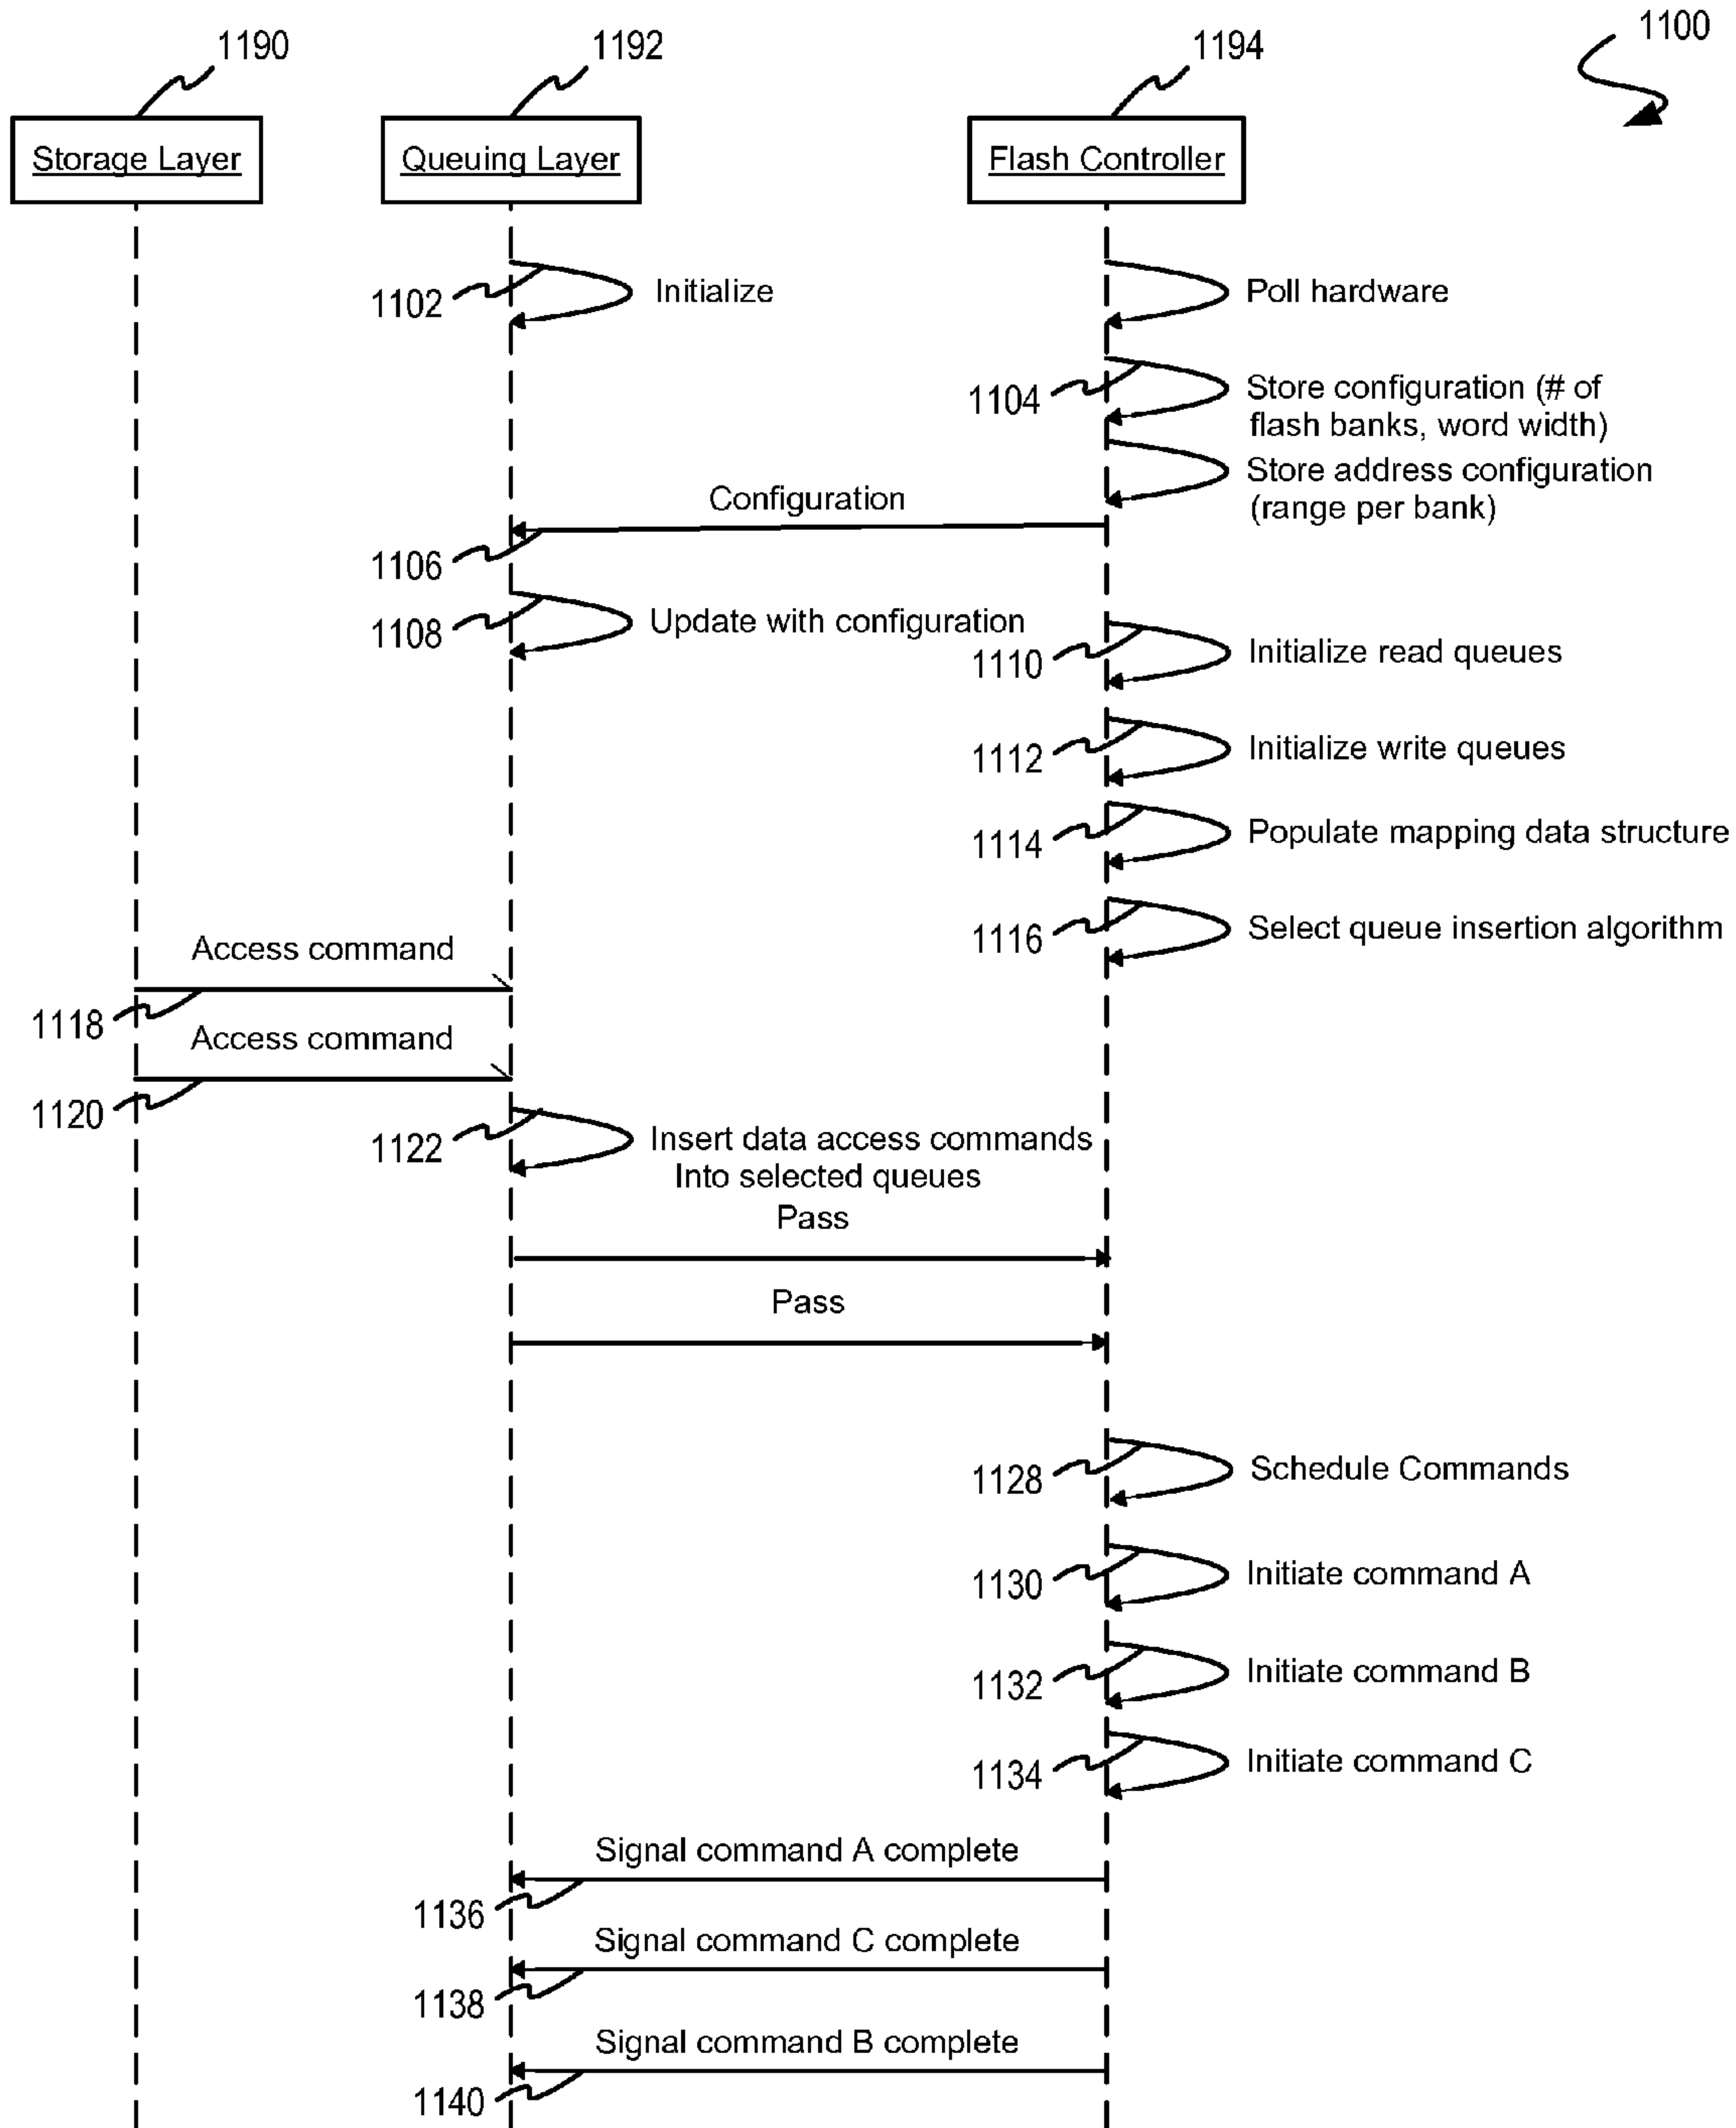 1190
1192
1194
1100
Storage Layer
Queuing Layer
Flash Controller
1102
Initialize
Poll hardware
1104
Store configuration (# of
flash banks, word width)
Store address configuration
(range per bank)
Configuration
1106
1108
Update with configuration
1110
Initialize read queues
1112
Initialize write queues
1114
Populate mapping data structure
1116
Select queue insertion algorithm
Access command
1118
Access command
1120
1122
Insert data access commands
Into selected queues
Pass
Pass
1128
Schedule Commands
1130
Initiate command A
1132
Initiate command B
1134
Initiate command C
Signal command A complete
1136
Signal command C complete
1138
Signal command B complete
1140